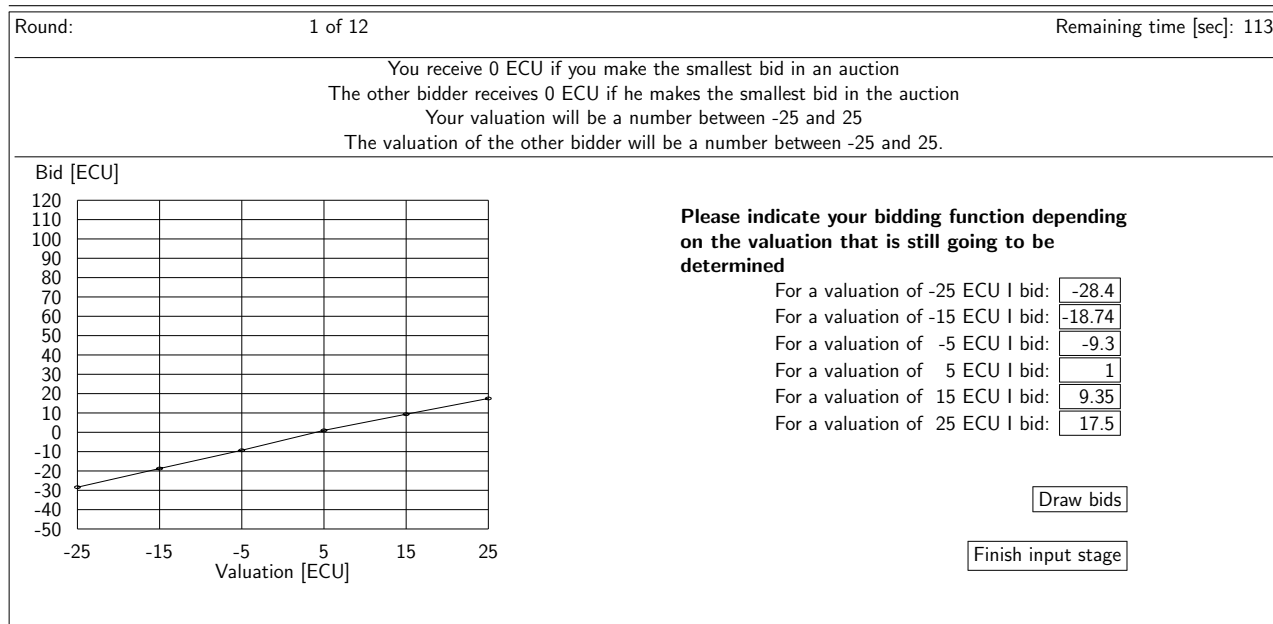 Round: 1 of 12 Remaining time [sec]: 113
You receive 0 ECU if you make the smallest bid in an auction
The other bidder receives 0 ECU if he makes the smallest bid in the auction
Your valuation will be a number between -25 and 25
The valuation of the other bidder will be a number between -25 and 25.
Bid [ECU]
120
110
100
90
80
70
60
50
40
30
20
10
0
-10
-20
-30
-40
-50
-25 -15 -5 5 15 25
Valuation [ECU]
Please indicate your bidding function depending
on the valuation that is still going to be
determined
For a valuation of -25 ECU I bid: -28.4
For a valuation of -15 ECU I bid: -18.74
For a valuation of -5 ECU I bid: -9.3
For a valuation of 5 ECU I bid: 1
For a valuation of 15 ECU I bid: 9.35
For a valuation of 25 ECU I bid: 17.5
Draw bids
Finish input stage